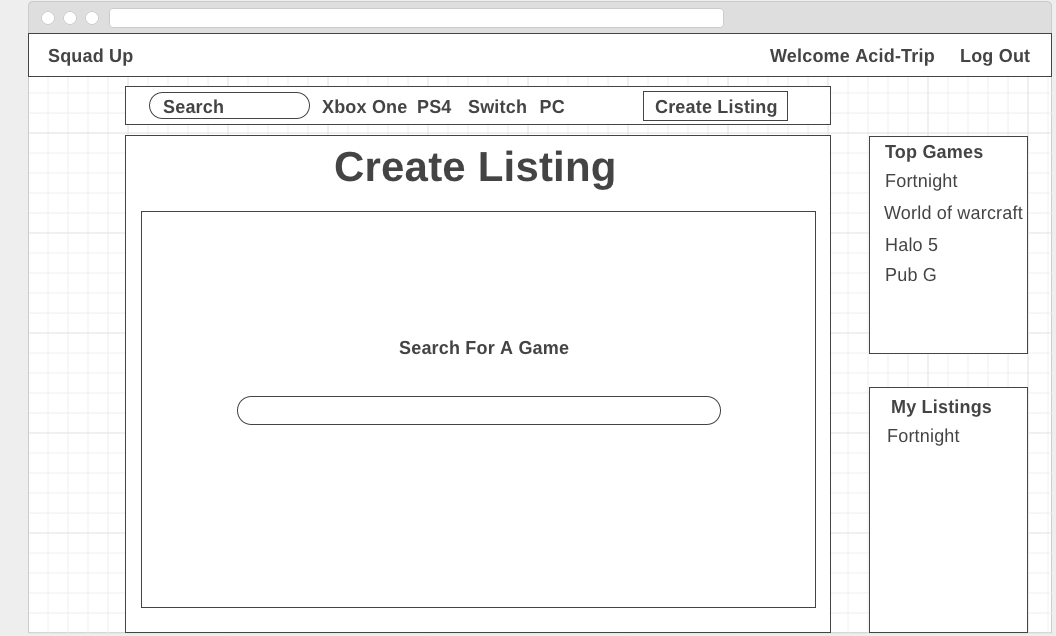 Squad Up Welcome Acid-Trip Log Out
Search Xbox One PS4 Switch PC Create Listing
Create Listing
Search For A Game
Top Games
Fortnight
World of warcraft
Halo 5
Pub G
My Listings
Fortnight